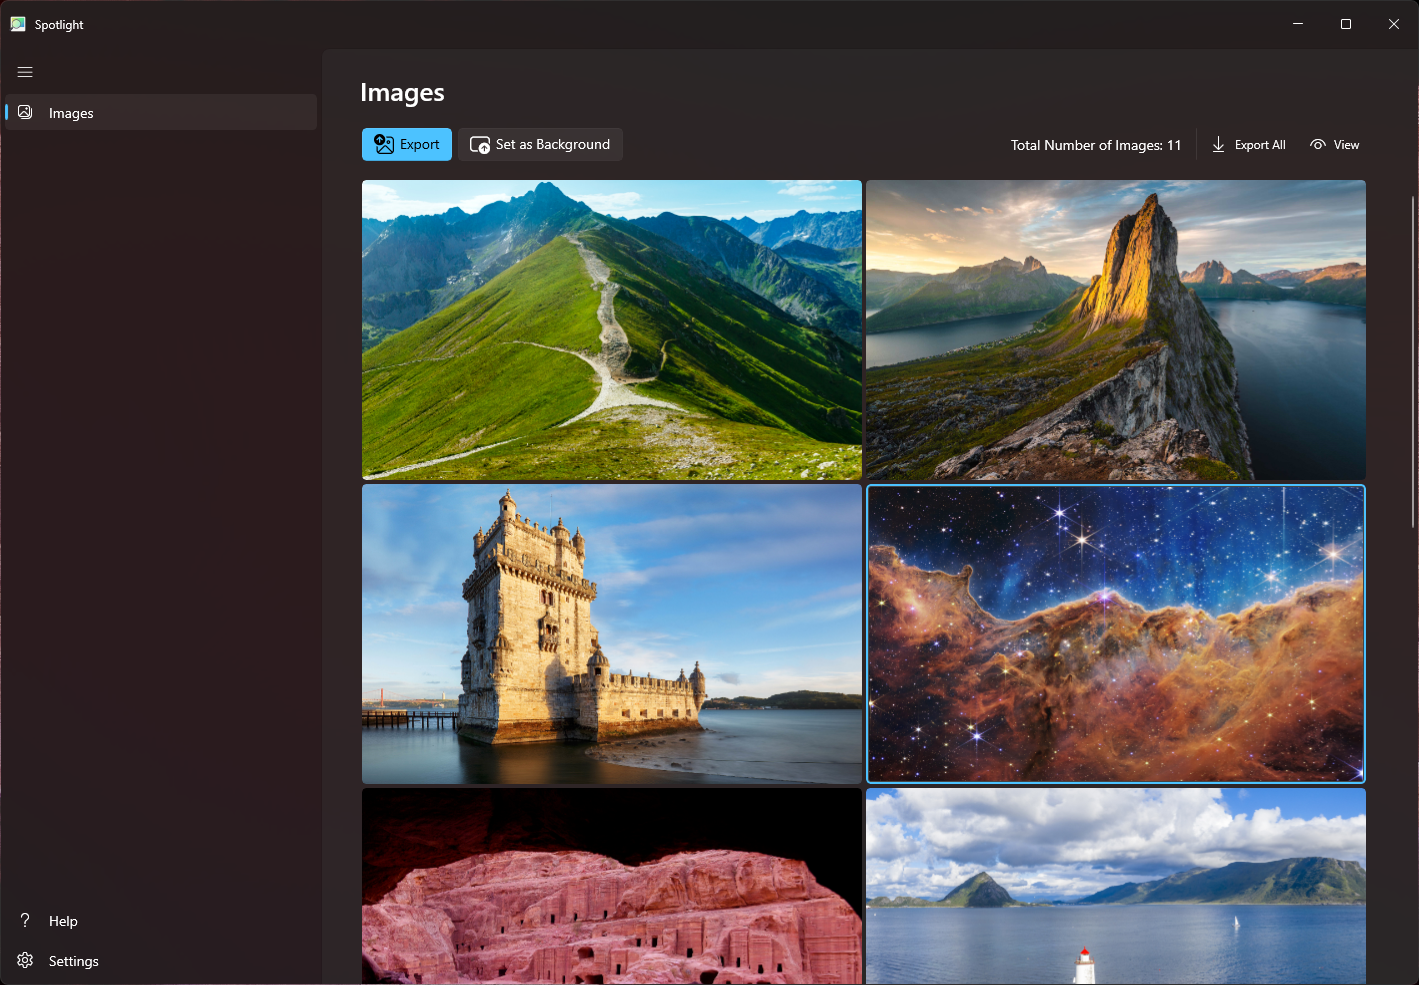 Spotlight
Images
Images
Export
Set as Background
Total Number of Images: 11
Export All
View
Help
Settings